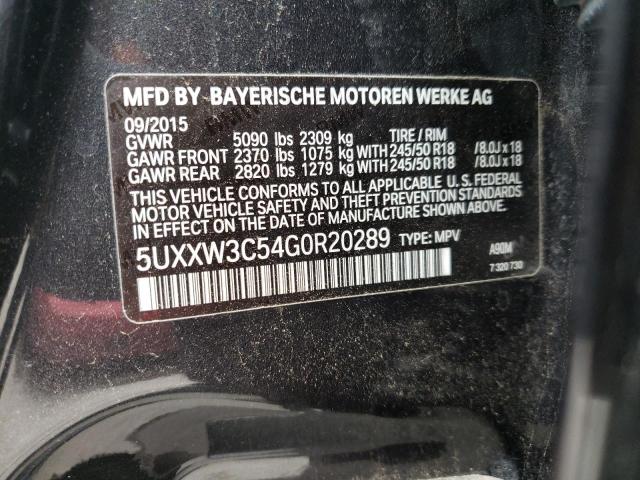 MFD BY BAYERISCHE MOTOREN WERKE AG
09/2015
GVWR 5090 lbs 2309 kg TIRE / RIM
GAWR FRONT 2370 lbs 1075 kg WITH 245/50 R18 /8.0J x 18
GAWR REAR 2820 lbs 1279 kg WITH 245/50 R18 /8.0J x 18
THIS VEHICLE CONFORMS TO ALL APPLICABLE U.S. FEDERAL
MOTOR VEHICLE SAFETY AND THEFT PREVENTION STANDARDS
IN EFFECT ON THE DATE OF MANUFACTURE SHOWN ABOVE.
5UXXW3C54G0R20289 TYPE: MPV A90M
7 320 730